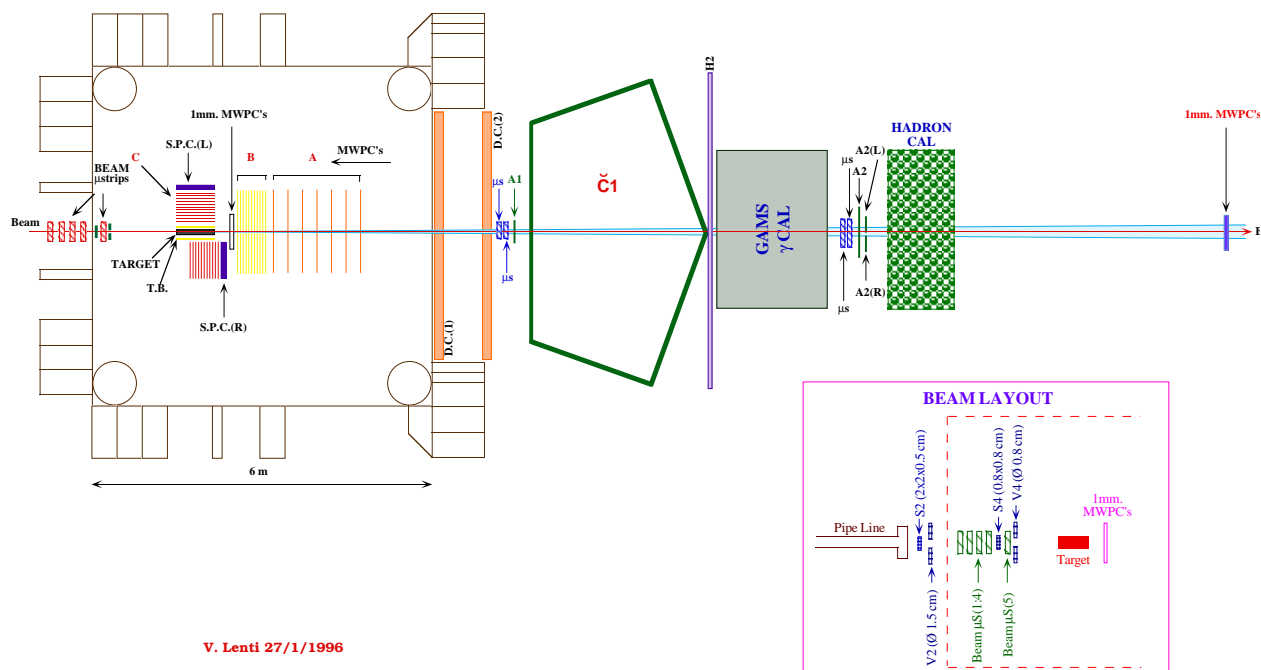 H2
D.C.(2)
1mm. MWPC's
1mm. MWPC's
HADRON
CAL
S.P.C.(L)
C
B
A
MWPC's
BEAM
μstrips
μs
A1
Č1
μs
A2
A2(L)
Beam
GAMS
γ CAL
TARGET
T.B.
μs
μs
A2(R)
S.P.C.(R)
D.C.(1)
6 m
BEAM LAYOUT
S2 (2x2x0.5 cm)
S4 (0.8x0.8 cm)
V4 (Ø 0.8 cm)
1mm.
MWPC's
Pipe Line
Target
V2 (Ø 1.5 cm)
Beam μS(1:4)
Beam μS(5)
V. Lenti 27/1/1996